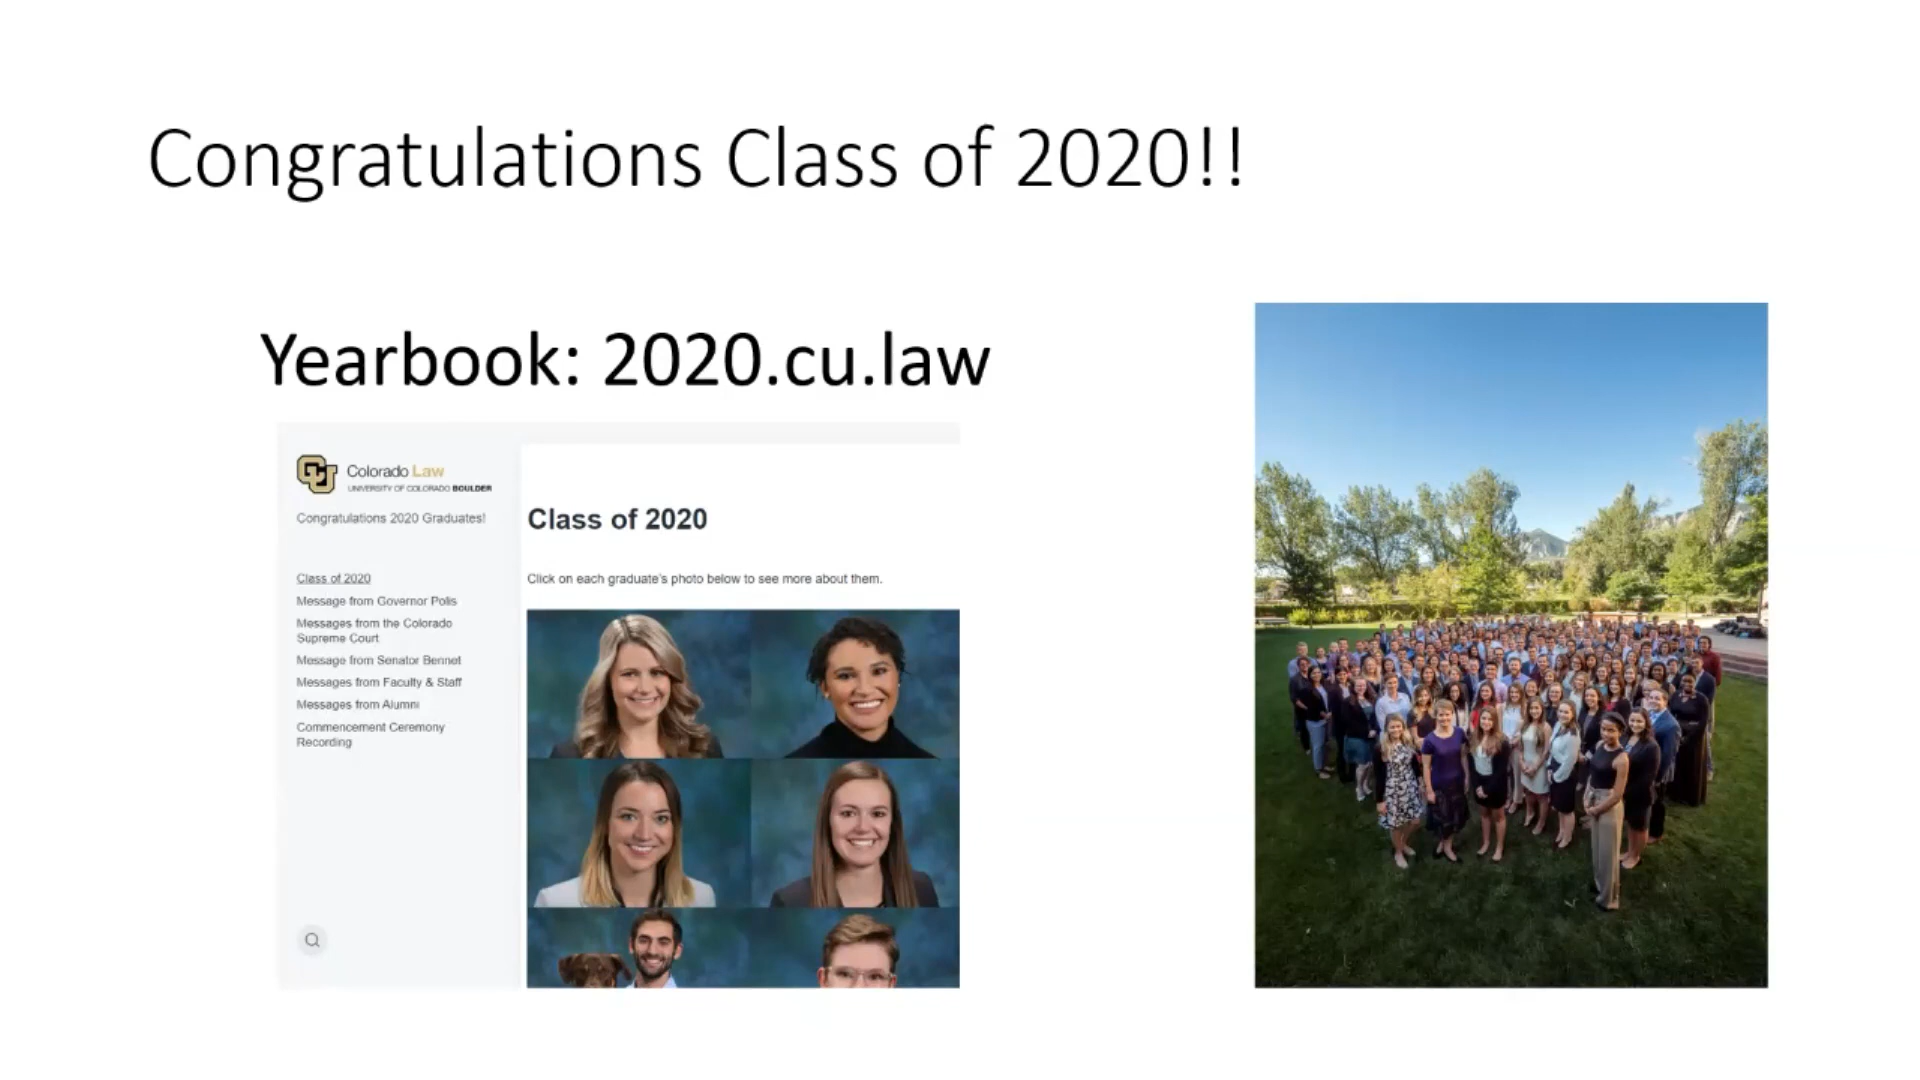 Congratulations Class of 2020!!
Yearbook: 2020.cu.law
CU
Colorado Law
UNIVERSITY OF COLORADO BOULDER
Congratulations 2020 Graduates!
Class of 2020
Message from Governor Polis
Messages from the Colorado
Supreme Court
Message from Senator Bennet
Messages from Faculty & Staff
Messages from Alumni
Commencement Ceremony
Recording
Class of 2020
Click on each graduate's photo below to see more about them.